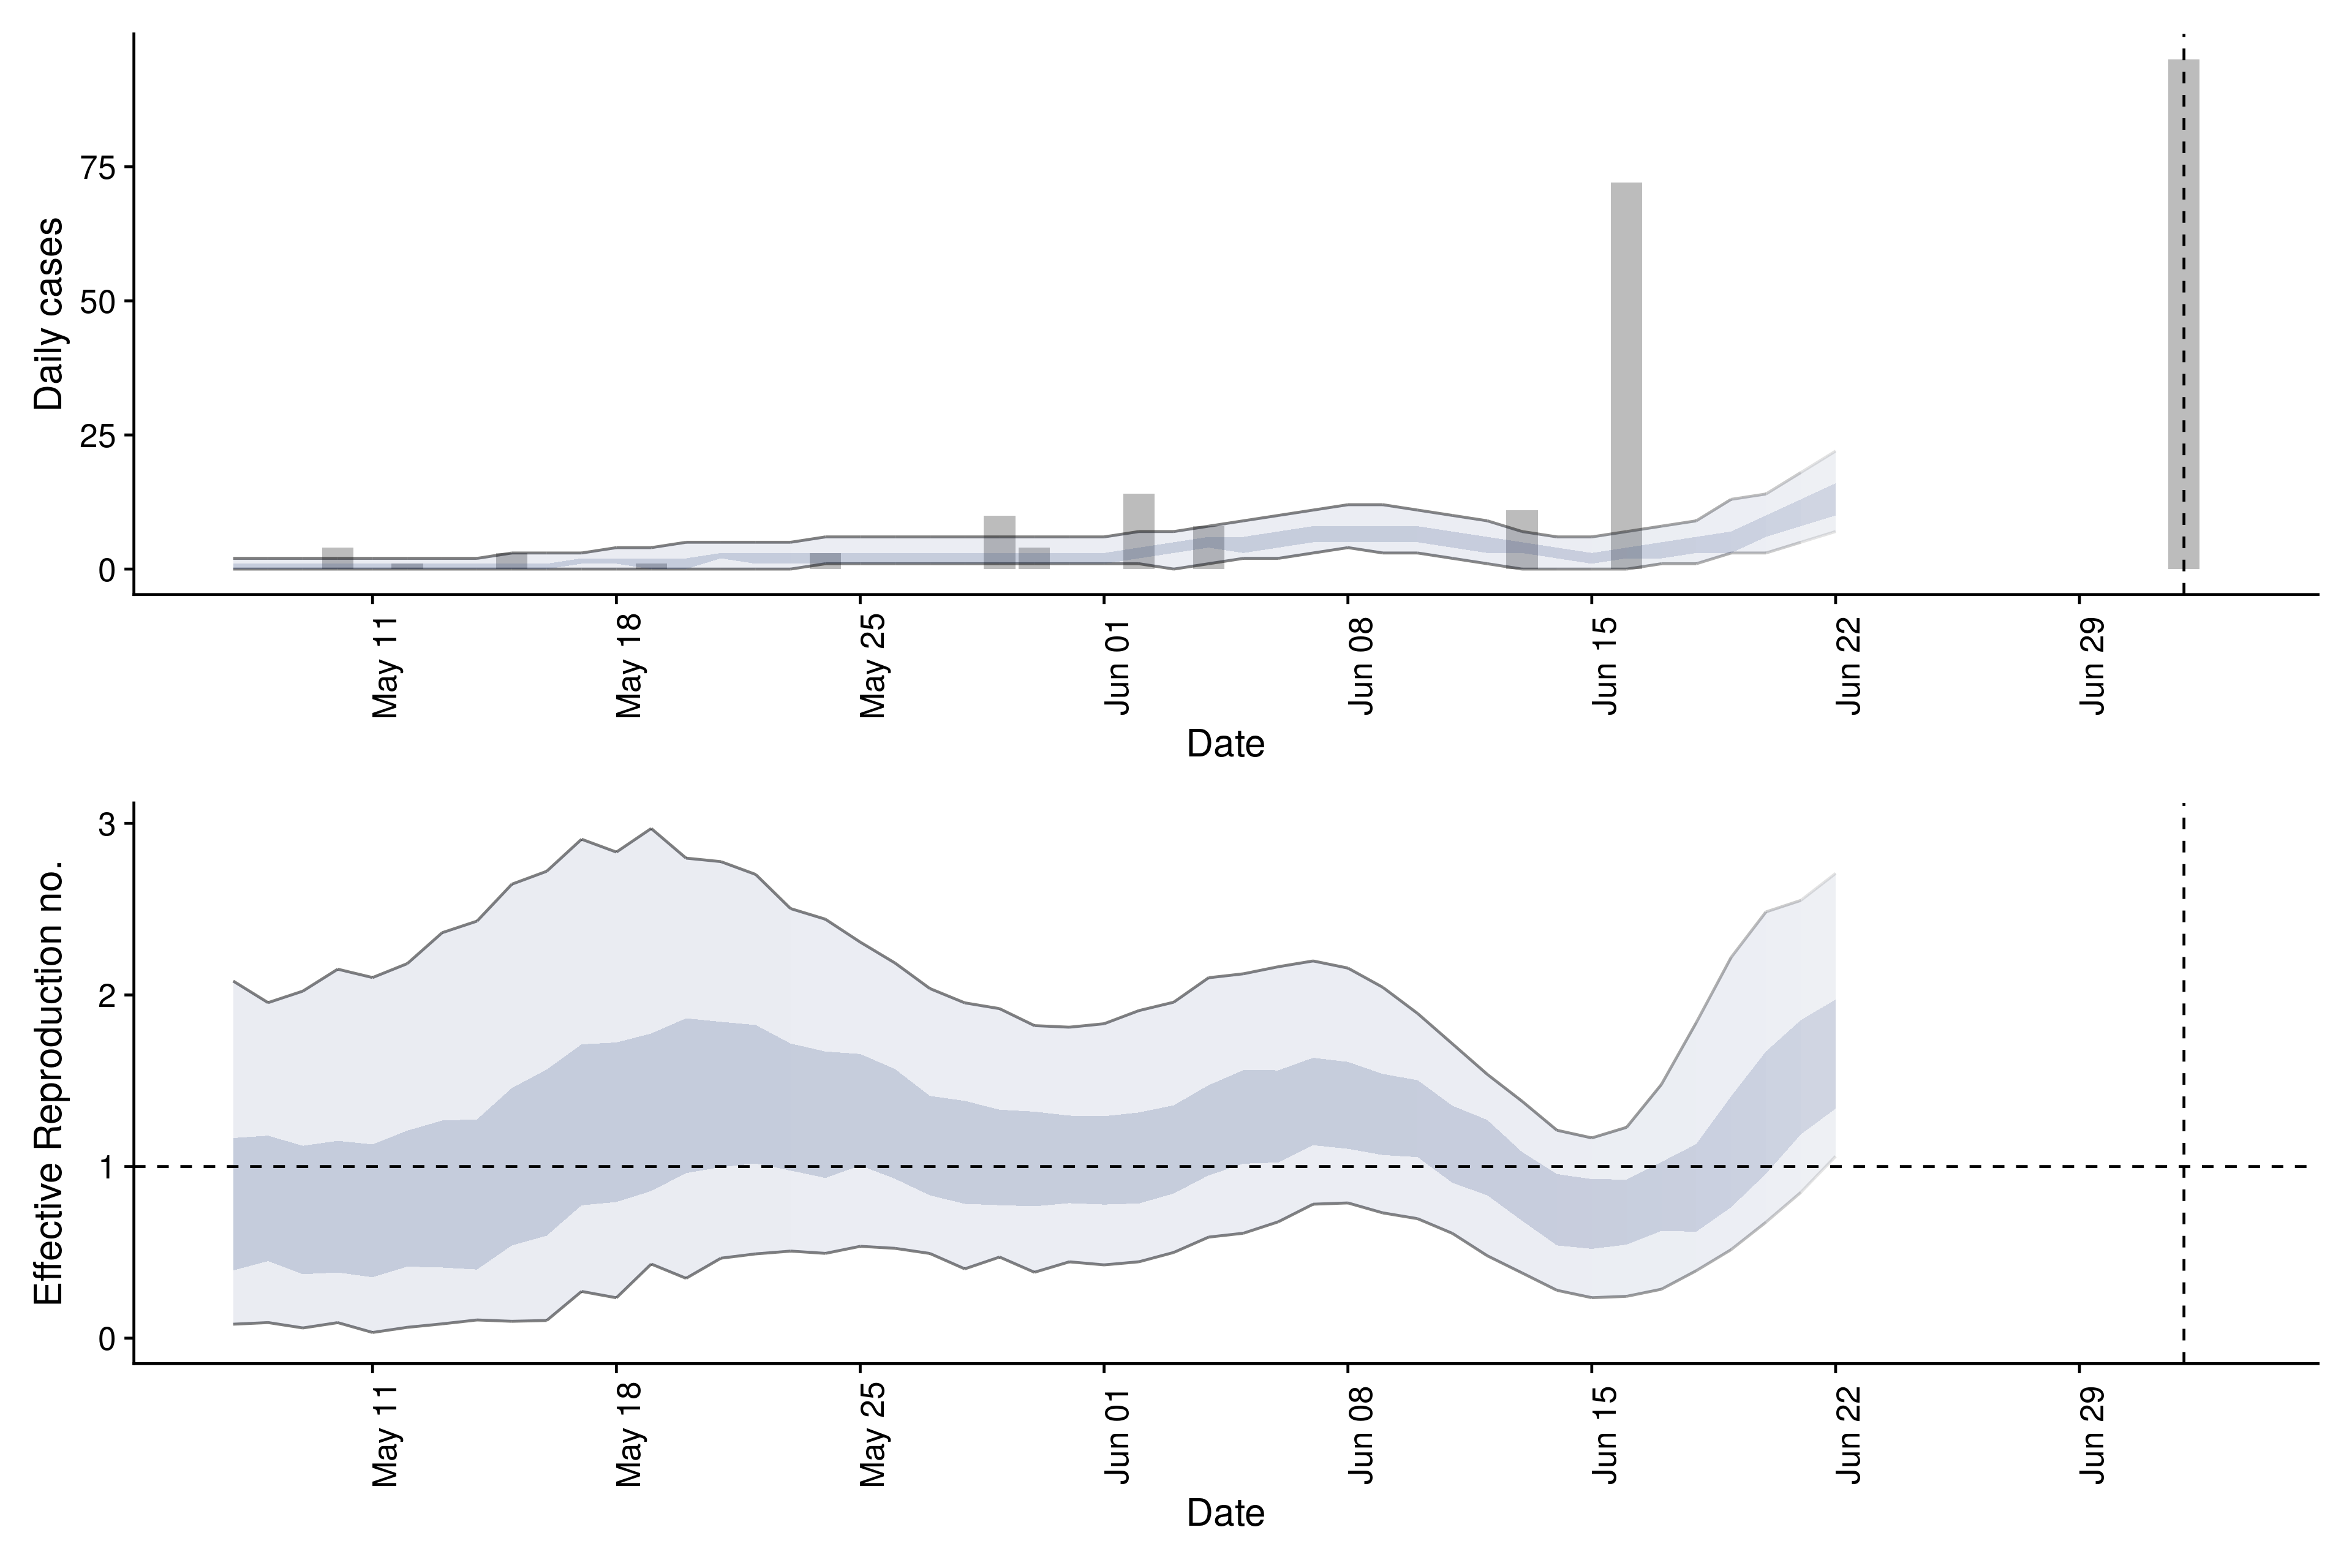 Daily cases
75
50
25
0
May 11
May 18
May 25
Jun 01
Jun 08
Jun 15
Jun 22
Jun 29
Date
Effective Reproduction no.
3
2
1
0
May 11
May 18
May 25
Jun 01
Jun 08
Jun 15
Jun 22
Jun 29
Date